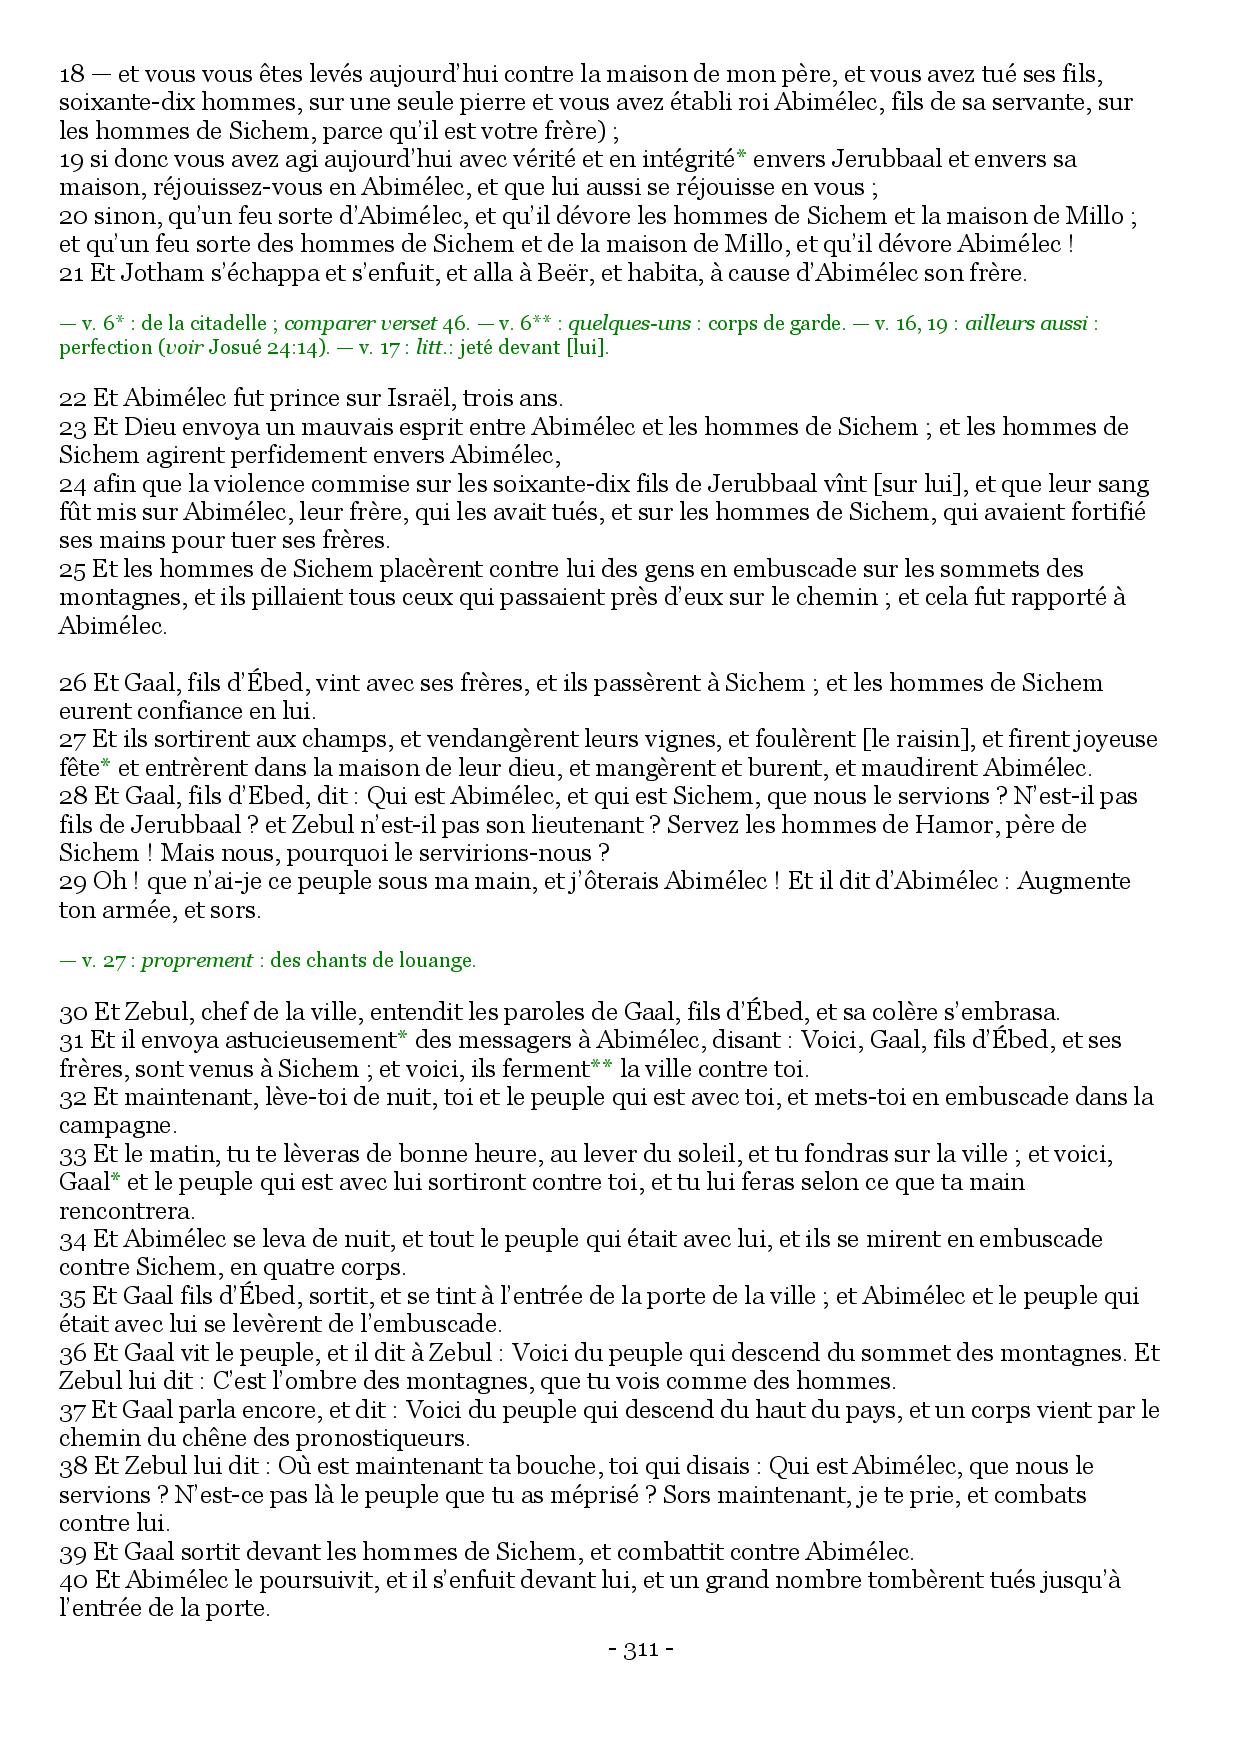 18 — et vous vous êtes levés aujourd’hui contre la maison de mon père, et vous avez tué ses fils,
soixante-dix hommes, sur une seule pierre et vous avez établi roi Abimélec, fils de sa servante, sur
les hommes de Sichem, parce qu’il est votre frère) ;
19 si donc vous avez agi aujourd’hui avec vérité et en intégrité* envers Jerubbaal et envers sa
maison, réjouissez-vous en Abimélec, et que lui aussi se réjouisse en vous ;
20 sinon, qu’un feu sorte d’Abimélec, et qu’il dévore les hommes de Sichem et la maison de Millo ;
et qu’un feu sorte des hommes de Sichem et de la maison de Millo, et qu’il dévore Abimélec !
21 Et Jotham s’échappa et s’enfuit, et alla à Beër, et habita, à cause d’Abimélec son frère.
— v. 6* : de la citadelle ; comparer verset 46. — v. 6** : quelques-uns : corps de garde. — v. 16, 19 : ailleurs aussi :
perfection (voir Josué 24:14). — v. 17 : litt.: jeté devant [lui].
22 Et Abimélec fut prince sur Israël, trois ans.
23 Et Dieu envoya un mauvais esprit entre Abimélec et les hommes de Sichem ; et les hommes de
Sichem agirent perfidement envers Abimélec,
24 afin que la violence commise sur les soixante-dix fils de Jerubbaal vînt [sur lui], et que leur sang
fût mis sur Abimélec, leur frère, qui les avait tués, et sur les hommes de Sichem, qui avaient fortifié
ses mains pour tuer ses frères.
25 Et les hommes de Sichem placèrent contre lui des gens en embuscade sur les sommets des
montagnes, et ils pillaient tous ceux qui passaient près d’eux sur le chemin ; et cela fut rapporté à
Abimélec.
26 Et Gaal, fils d’Ébed, vint avec ses frères, et ils passèrent à Sichem ; et les hommes de Sichem
eurent confiance en lui.
27 Et ils sortirent aux champs, et vendangèrent leurs vignes, et foulèrent [le raisin], et firent joyeuse
fête* et entrèrent dans la maison de leur dieu, et mangèrent et burent, et maudirent Abimélec.
28 Et Gaal, fils d’Ebed, dit : Qui est Abimélec, et qui est Sichem, que nous le servions ? N’est-il pas
fils de Jerubbaal ? et Zebul n’est-il pas son lieutenant ? Servez les hommes de Hamor, père de
Sichem ! Mais nous, pourquoi le servirions-nous ?
29 Oh ! que n’ai-je ce peuple sous ma main, et j’ôterais Abimélec ! Et il dit d’Abimélec : Augmente
ton armée, et sors.
— v. 27 : proprement : des chants de louange.
30 Et Zebul, chef de la ville, entendit les paroles de Gaal, fils d’Ébed, et sa colère s’embrasa.
31 Et il envoya astucieusement* des messagers à Abimélec, disant : Voici, Gaal, fils d’Ébed, et ses
frères, sont venus à Sichem ; et voici, ils ferment** la ville contre toi.
32 Et maintenant, lève-toi de nuit, toi et le peuple qui est avec toi, et mets-toi en embuscade dans la
campagne.
33 Et le matin, tu te lèveras de bonne heure, au lever du soleil, et tu fondras sur la ville ; et voici,
Gaal* et le peuple qui est avec lui sortiront contre toi, et tu lui feras selon ce que ta main
rencontrera.
34 Et Abimélec se leva de nuit, et tout le peuple qui était avec lui, et ils se mirent en embuscade
contre Sichem, en quatre corps.
35 Et Gaal fils d’Ébed, sortit, et se tint à l’entrée de la porte de la ville ; et Abimélec et le peuple qui
était avec lui se levèrent de l’embuscade.
36 Et Gaal vit le peuple, et il dit à Zebul : Voici du peuple qui descend du sommet des montagnes. Et
Zebul lui dit : C’est l’ombre des montagnes, que tu vois comme des hommes.
37 Et Gaal parla encore, et dit : Voici du peuple qui descend du haut du pays, et un corps vient par le
chemin du chêne des pronostiqueurs.
38 Et Zebul lui dit : Où est maintenant ta bouche, toi qui disais : Qui est Abimélec, que nous le
servions ? N’est-ce pas là le peuple que tu as méprisé ? Sors maintenant, je te prie, et combats
contre lui.
39 Et Gaal sortit devant les hommes de Sichem, et combattit contre Abimélec.
40 Et Abimélec le poursuivit, et il s’enfuit devant lui, et un grand nombre tombèrent tués jusqu’à
l’entrée de la porte.
- 311 -